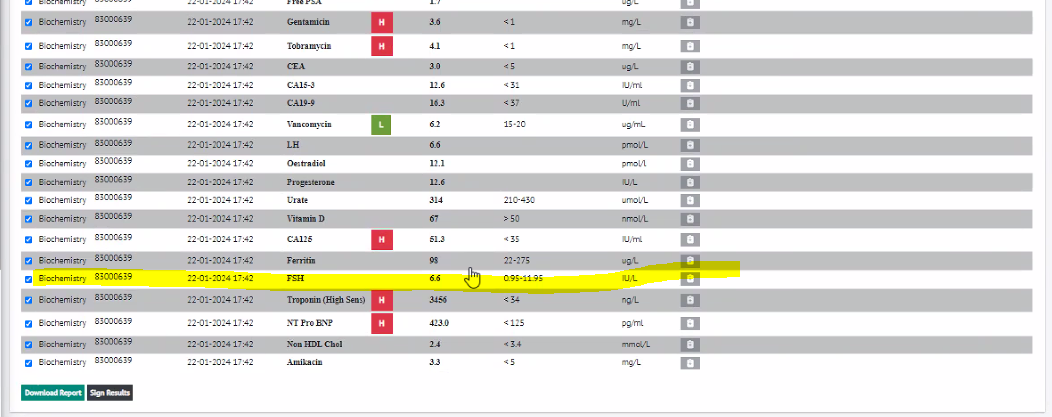 Biochemistry 83000639 22-01-2024 17:42 Free PSA 1.7 ug/L
Biochemistry 83000639 22-01-2024 17:42 Gentamicin H 3.6 < 1 mg/L
Biochemistry 83000639 22-01-2024 17:42 Tobramycin H 4.1 < 1 mg/L
Biochemistry 83000639 22-01-2024 17:42 CEA 3.0 < 5 ug/L
Biochemistry 83000639 22-01-2024 17:42 CA15-3 12.6 < 31 IU/ml
Biochemistry 83000639 22-01-2024 17:42 CA19-9 16.3 < 37 U/ml
Biochemistry 83000639 22-01-2024 17:42 Vancomycin L 6.2 15-20 ug/mL
Biochemistry 83000639 22-01-2024 17:42 LH 6.6 pmol/L
Biochemistry 83000639 22-01-2024 17:42 Oestradiol 12.1 pmol/L
Biochemistry 83000639 22-01-2024 17:42 Progesterone 12.6 IU/L
Biochemistry 83000639 22-01-2024 17:42 Urate 314 210-430 umol/L
Biochemistry 83000639 22-01-2024 17:42 Vitamin D 67 > 50 nmol/L
Biochemistry 83000639 22-01-2024 17:42 CA125 H 51.3 < 35 IU/ml
Biochemistry 83000639 22-01-2024 17:42 Ferritin 98 22-275 ug/L
Biochemistry 83000639 22-01-2024 17:42 FSH 6.6 0.95-11.95 IU/L
Biochemistry 83000639 22-01-2024 17:42 Troponin (High Sens) H 3456 < 34 ng/L
Biochemistry 83000639 22-01-2024 17:42 NT Pro BNP H 423.0 < 125 pg/ml
Biochemistry 83000639 22-01-2024 17:42 Non HDL Chol 2.4 < 3.4 mmol/L
Biochemistry 83000639 22-01-2024 17:42 Amikacin 3.3 < 5 mg/L
Download Report Sign Results